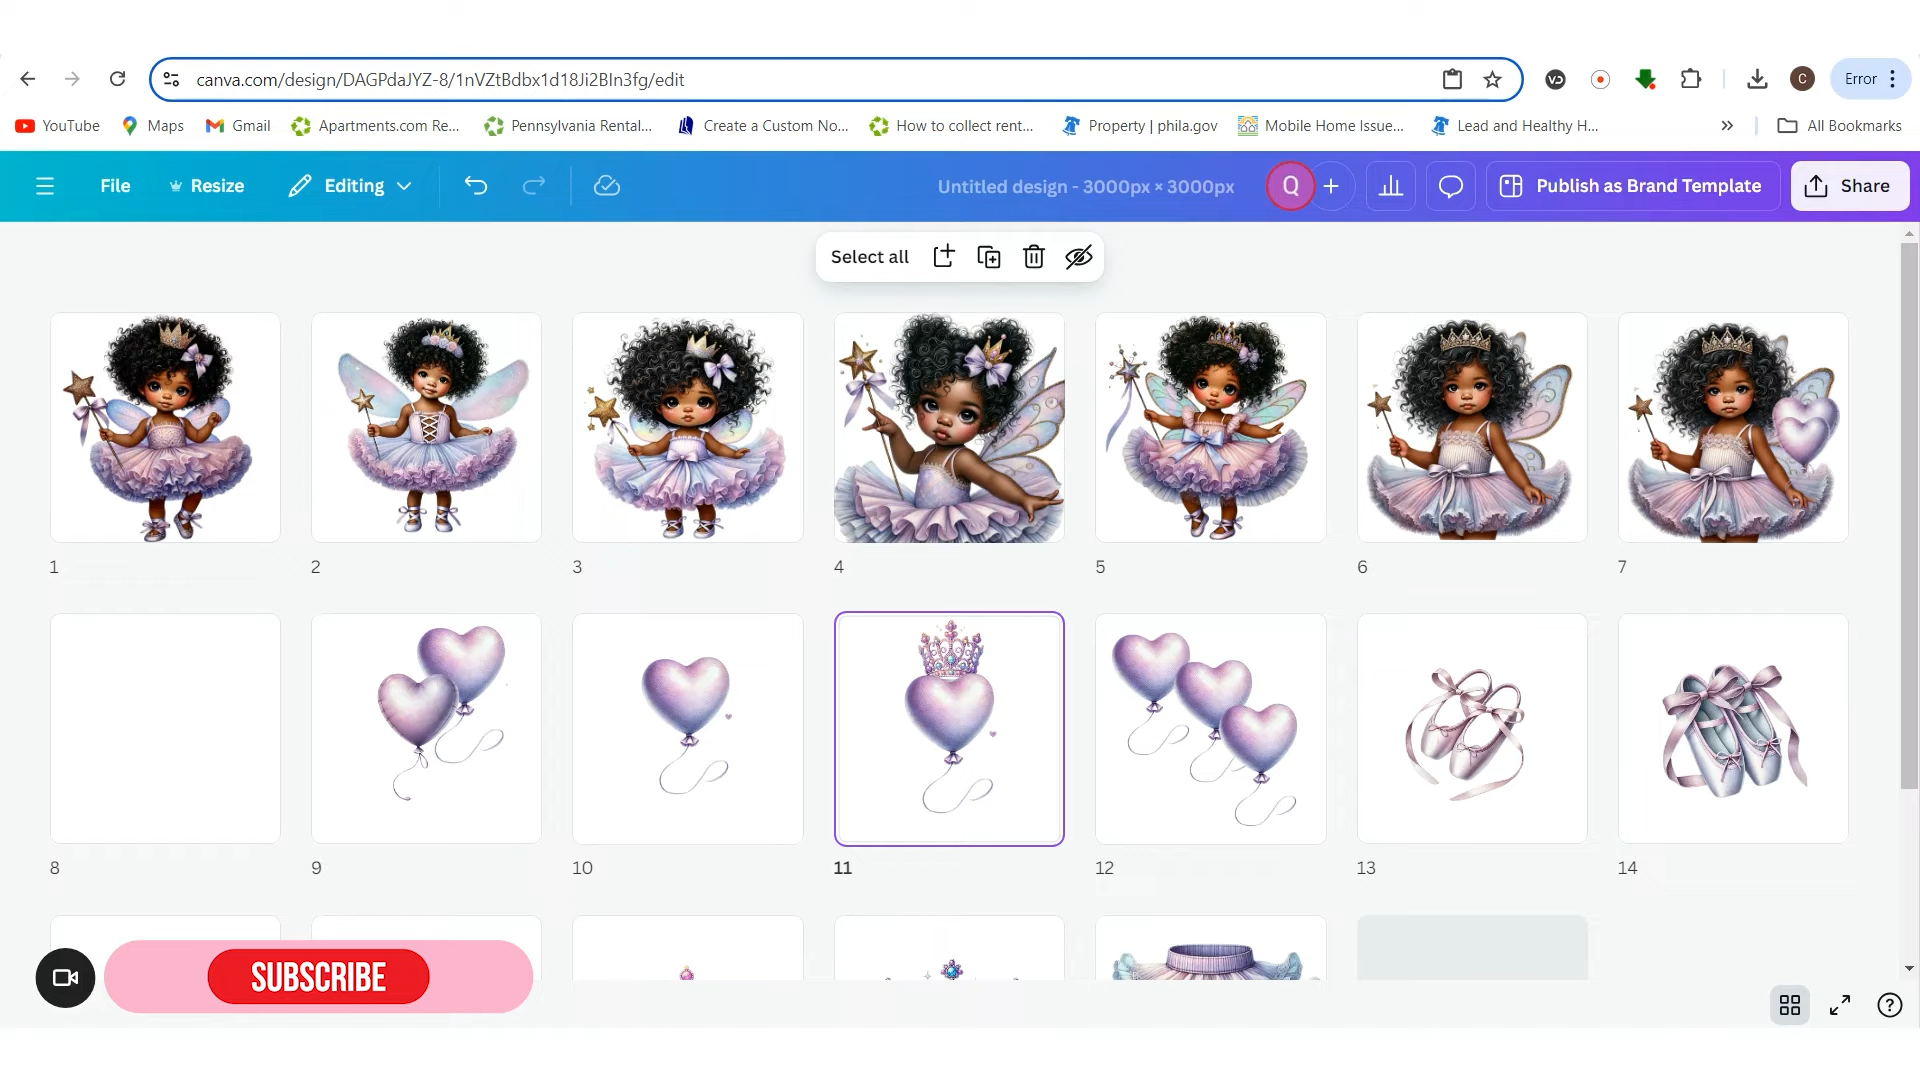 canva.com/design/DAGPdaJYZ-8/1nVZtBdbx1d18Ji2BIn3fg/edit
VD
C
Error
YouTube
Maps
Gmail
Apartments.com Re...
Pennsylvania Rental...
Create a Custom No...
How to collect rent...
Property | phila.gov
Mobile Home Issue...
Lead and Healthy H...
All Bookmarks
File
Resize
Editing
Untitled design - 3000px × 3000px
Q
Publish as Brand Template
Share
Select all
1
2
3
4
5
6
7
8
9
10
11
12
13
14
SUBSCRIBE